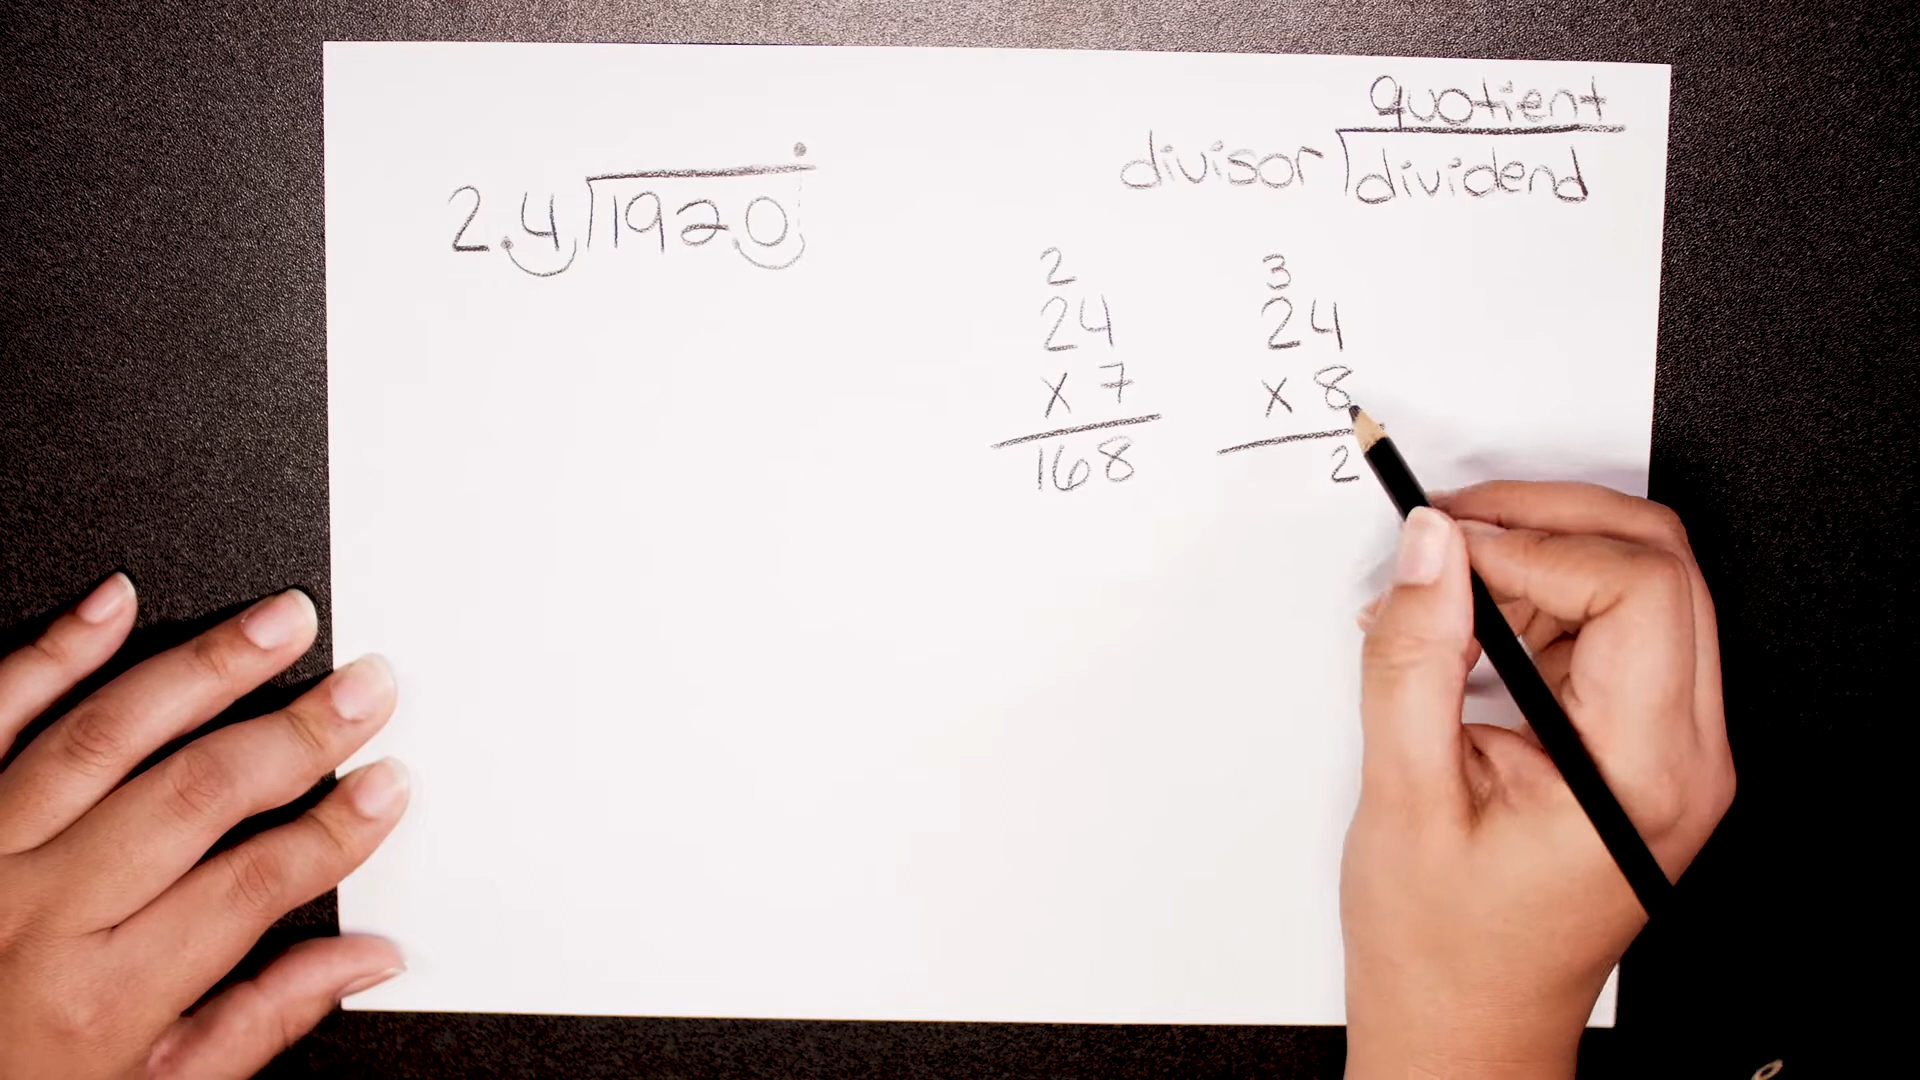 quotient
divisor dividend
2.4 1920
.
2
24
x 7
168
3
24
x 8
2